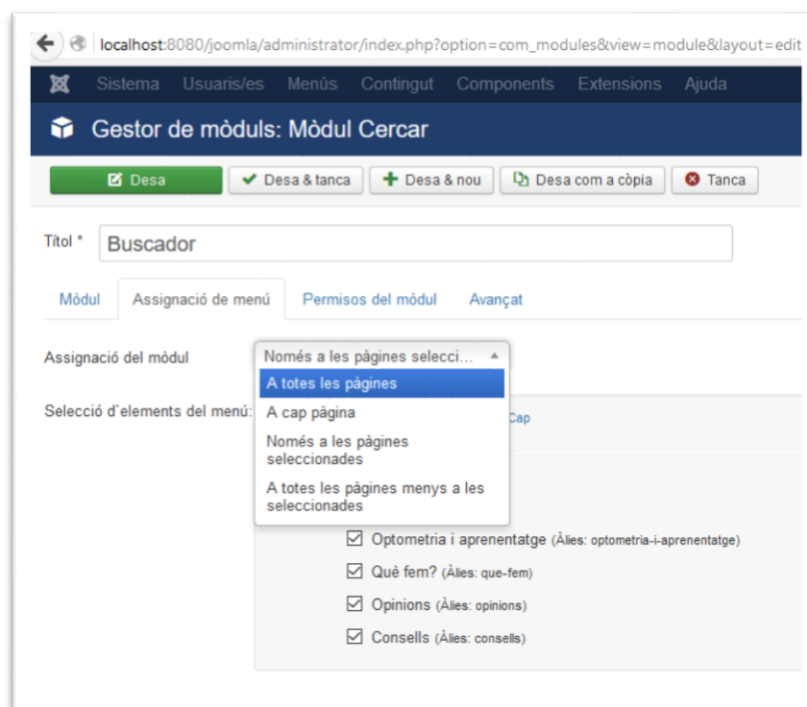 localhost:8080/joomla/administrator/index.php?option=com_modules&view=module&layout=edit
Sistema Usuaris/es Menús Contingut Components Extensions Ajuda
Gestor de mòduls: Mòdul Cercar
Desa Desa & tanca Desa & nou Desa com a còpia Tanca
Títol * Buscador
Mòdul Assignació de menú Permisos del mòdul Avançat
Assignació del mòdul Només a les pàgines selecci...
A totes les pàgines
Selecció d`elements del menú: A cap pàgina Cap
Només a les pàgines
seleccionades
A totes les pàgines menys a les
seleccionades
Optometria i aprenentatge (Àlies: optometria-i-aprenentatge)
Què fem? (Àlies: que-fem)
Opinions (Àlies: opinions)
Consells (Àlies: consells)